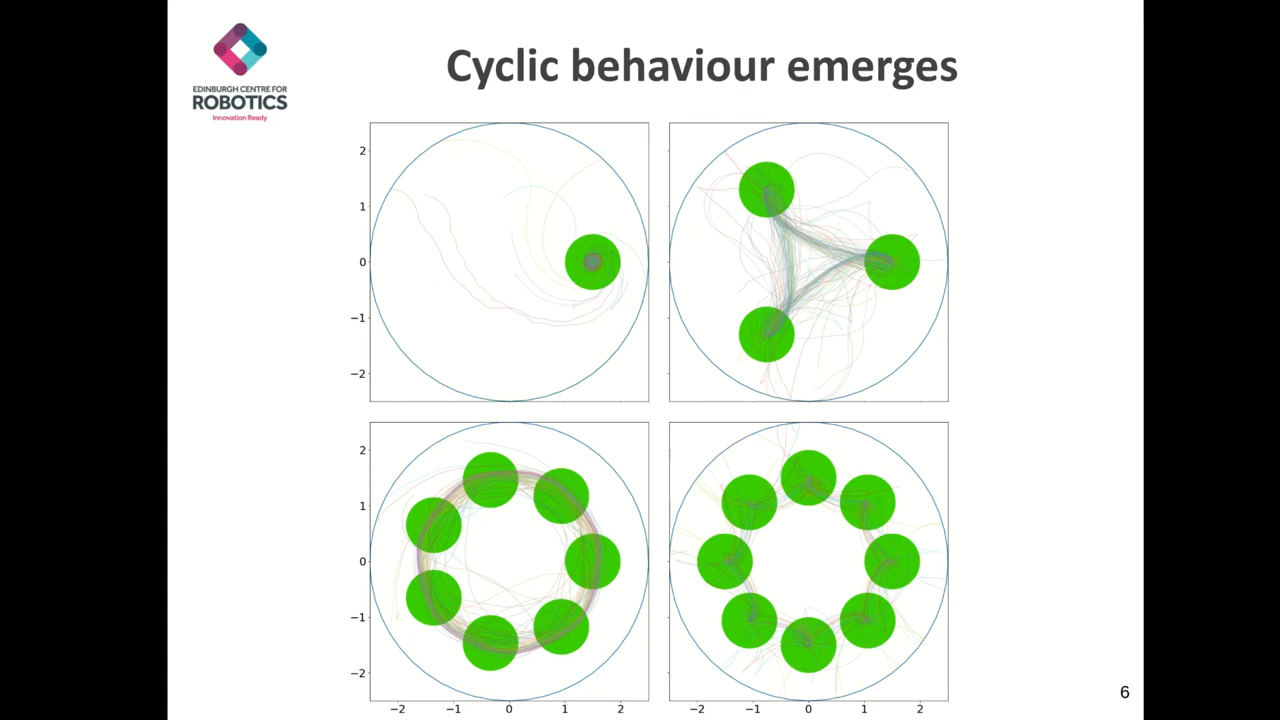 Cyclic behaviour emerges
EDINBURGH CENTRE FOR
ROBOTICS
Innovation Ready
2
1
0
−1
−2
2
1
0
−1
−2
−2 −1 0 1 2
−2 −1 0 1 2
6